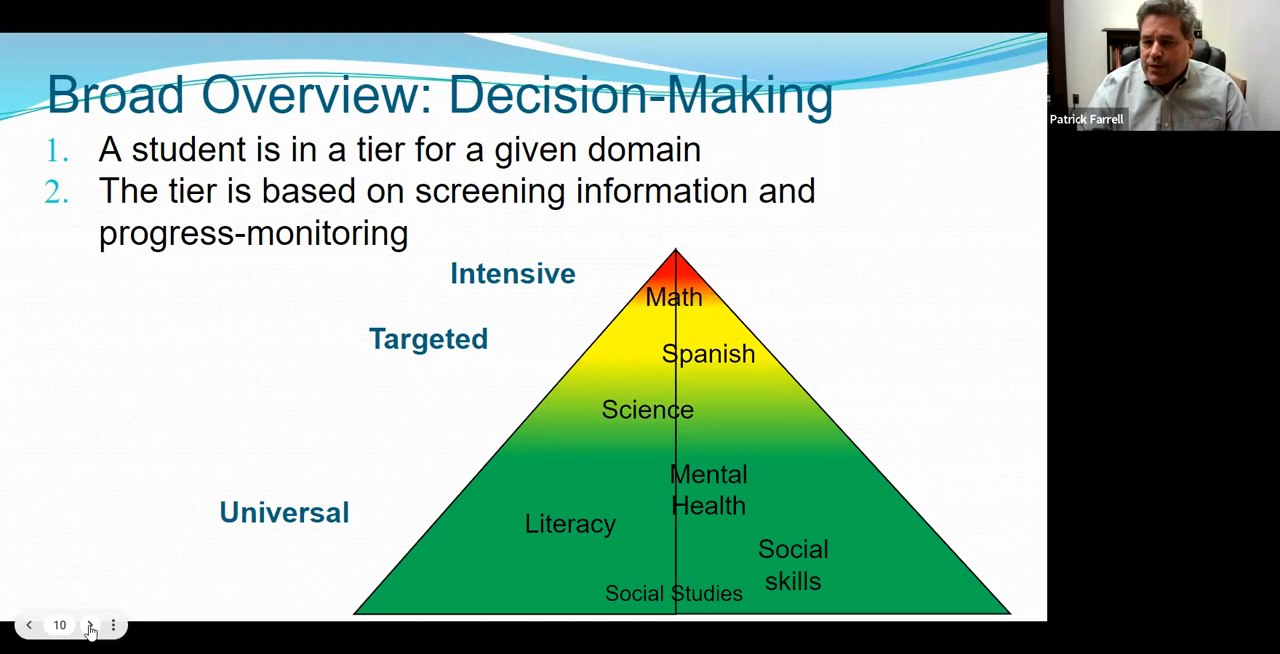 Broad Overview: Decision-Making
Patrick Farrell
1. A student is in a tier for a given domain
2. The tier is based on screening information and
progress-monitoring
Intensive
Math
Targeted
Spanish
Science
Mental
Health
Universal
Literacy
Social
skills
Social Studies
10